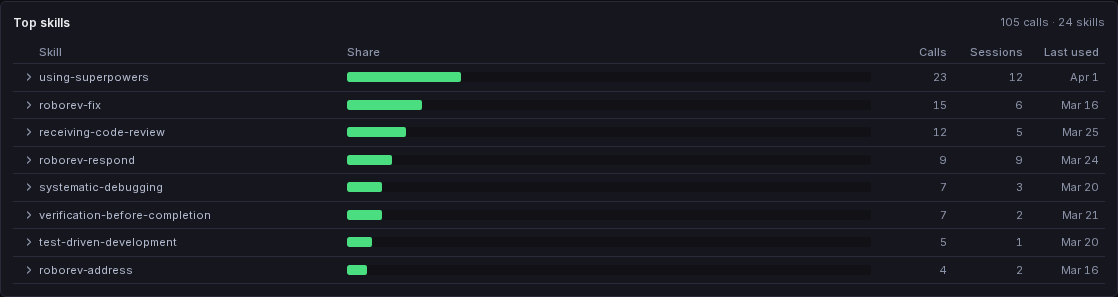 Top skills 105 calls · 24 skills
Skill Share Calls Sessions Last used
using-superpowers 23 12 Apr 1
roborev-fix 15 6 Mar 16
receiving-code-review 12 5 Mar 25
roborev-respond 9 9 Mar 24
systematic-debugging 7 3 Mar 20
verification-before-completion 7 2 Mar 21
test-driven-development 5 1 Mar 20
roborev-address 4 2 Mar 16